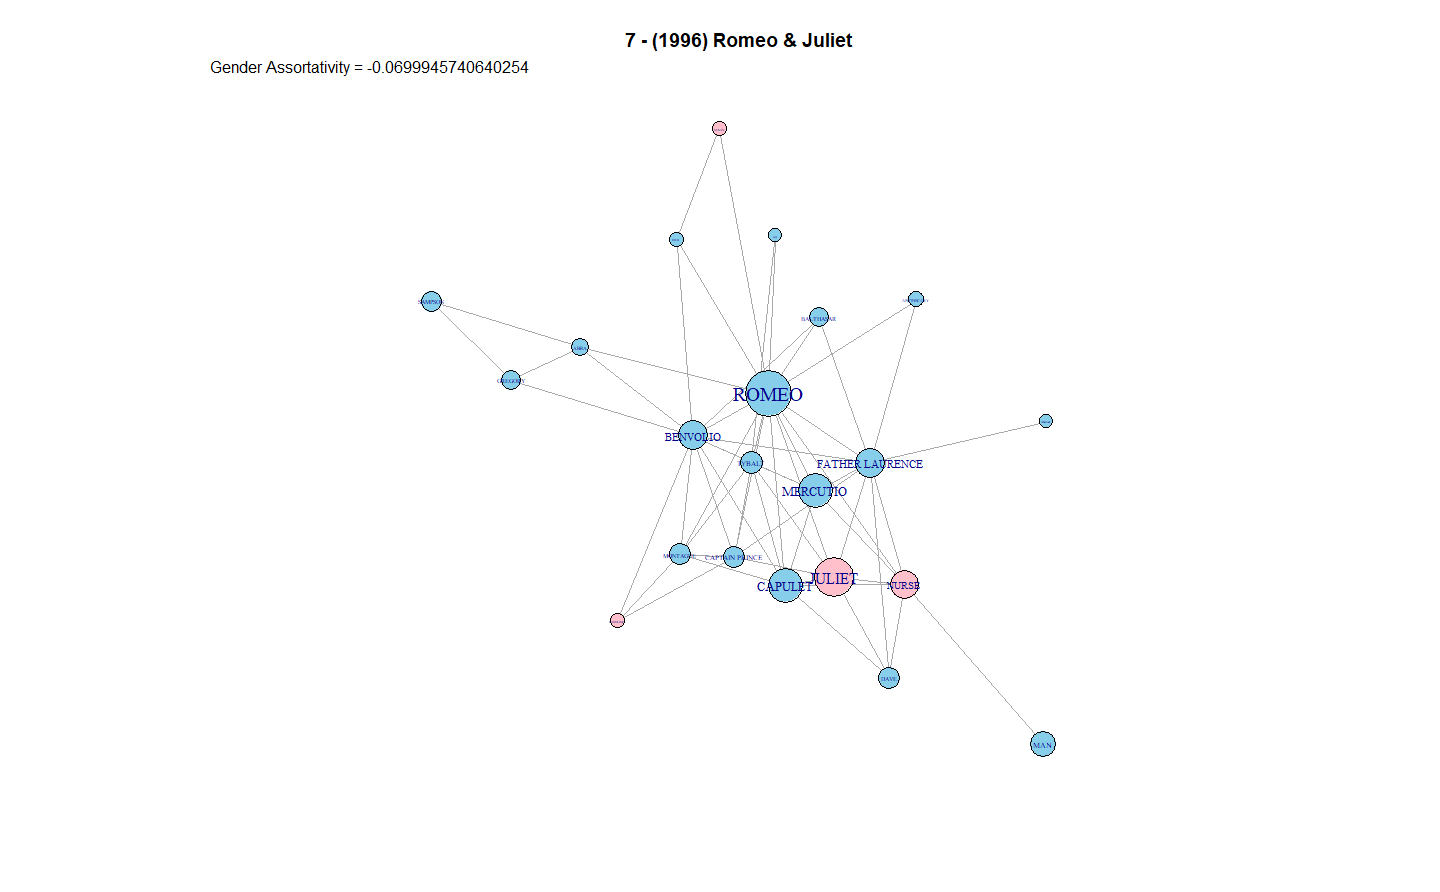 7 - (1996) Romeo & Juliet
Gender Assortativity = -0.0699945740640254
SAMPSON
BALTHASAR
ABRA
GREGORY
ROMEO
BENVOLIO
TYBALT
FATHER LAURENCE
MERCUTIO
MONTAGUE
CAPTAIN PRINCE
CAPULET
JULIET
NURSE
DAVE
MAN